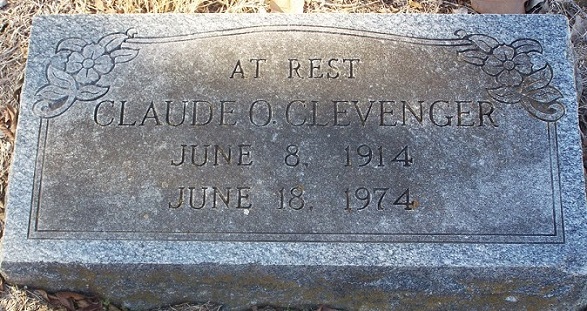 AT REST
CLAUDE O. CLEVENGER
JUNE 8, 1914
JUNE 18, 1974